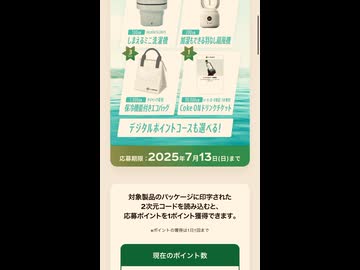 しまえるミニ洗濯機
加湿もできる羽なし扇風機
保冷機能付きエコバッグ
Coke ONドリンクチケット
デジタルポイントコースも選べる!
応募期限:2025年7月13日(日)まで
対象製品のパッケージに印字された
2次元コードを読み込むと、
応募ポイントを1ポイント獲得できます。
現在のポイント数